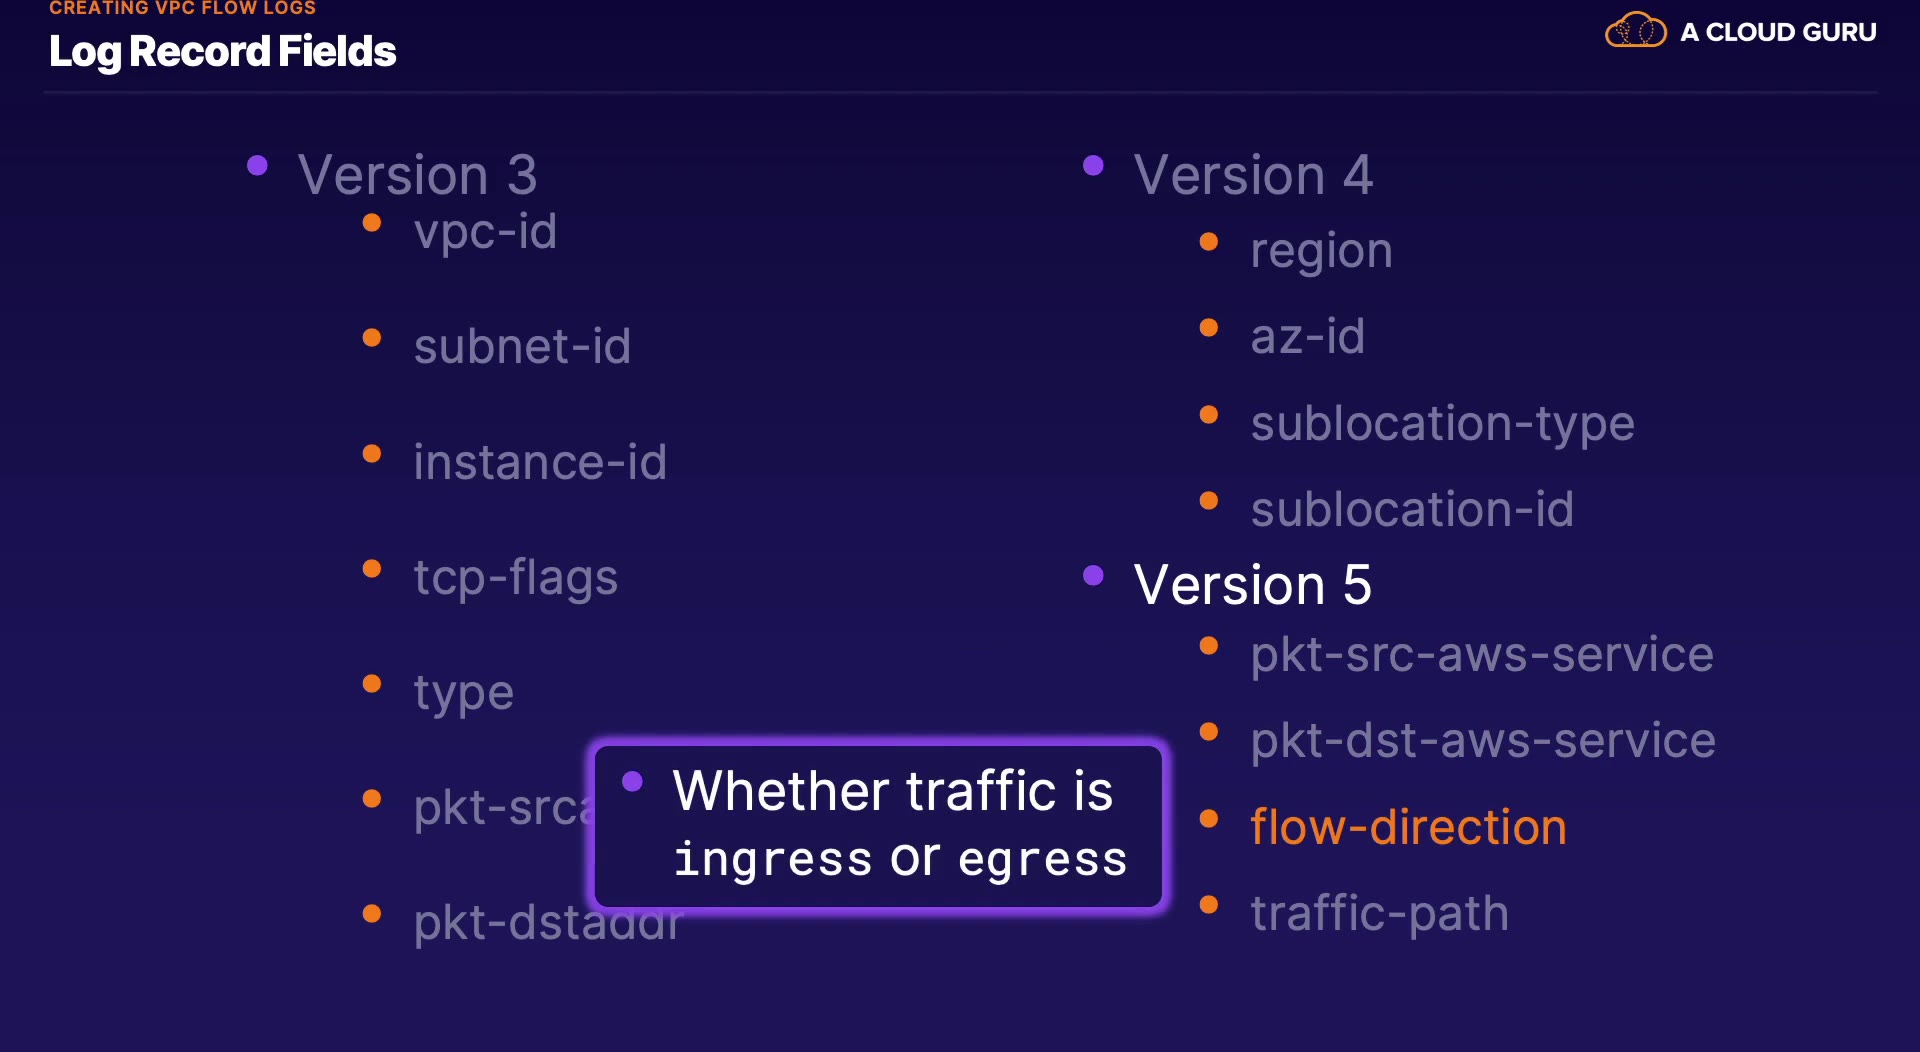 CREATING VPC FLOW LOGS
Log Record Fields
A CLOUD GURU
Version 3
vpc-id
subnet-id
instance-id
tcp-flags
type
pkt-srca
pkt-dstaddr
Version 4
region
az-id
sublocation-type
sublocation-id
Version 5
pkt-src-aws-service
pkt-dst-aws-service
flow-direction
traffic-path
Whether traffic is
ingress or egress